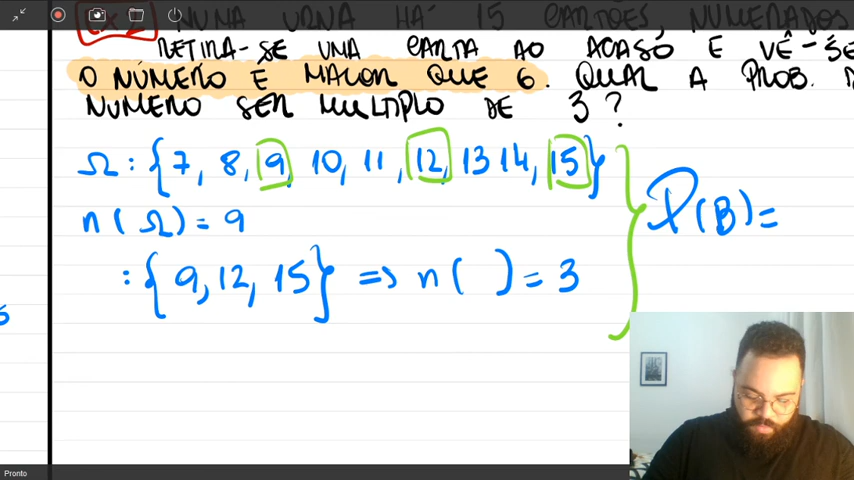 NUMA URNA HÁ 15 CARTÕES, NUMERADOS
RETIRA-SE UMA CARTA AO ACASO E VÊ-SE
O NÚMERO É MAIOR QUE 6. QUAL A PROB. D
NUMERO SER MULTIPLO DE 3?
Ω: {7, 8, 9, 10, 11, 12, 13 14, 15}
n(Ω) = 9
P(B) =
: {9, 12, 15} => n( ) = 3
Pronto